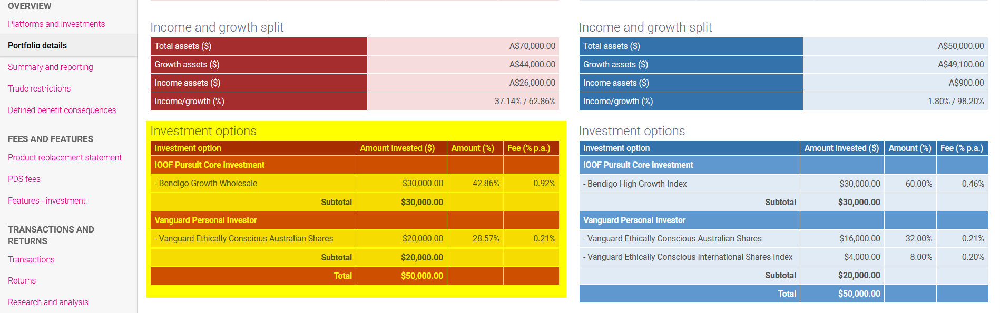 OVERVIEW
Platforms and investments
Portfolio details
Summary and reporting
Trade restrictions
Defined benefit consequences
FEES AND FEATURES
Product replacement statement
PDS fees
Features - investment
TRANSACTIONS AND
RETURNS
Transactions
Returns
Research and analysis
Income and growth split
Total assets ($) A$70,000.00
Growth assets ($) A$44,000.00
Income assets ($) A$26,000.00
Income/growth (%) 37.14% / 62.86%
Investment options
Investment option Amount invested ($) Amount (%) Fee (% p.a.)
IOOF Pursuit Core Investment
- Bendigo Growth Wholesale $30,000.00 42.86% 0.92%
Subtotal $30,000.00
Vanguard Personal Investor
- Vanguard Ethically Conscious Australian Shares $20,000.00 28.57% 0.21%
Subtotal $20,000.00
Total $50,000.00
Income and growth split
Total assets ($) A$50,000.00
Growth assets ($) A$49,100.00
Income assets ($) A$900.00
Income/growth (%) 1.80% / 98.20%
Investment options
Investment option Amount invested ($) Amount (%) Fee (% p.a.)
IOOF Pursuit Core Investment
- Bendigo High Growth Index $30,000.00 60.00% 0.46%
Subtotal $30,000.00
Vanguard Personal Investor
- Vanguard Ethically Conscious Australian Shares $16,000.00 32.00% 0.21%
- Vanguard Ethically Conscious International Shares Index $4,000.00 8.00% 0.20%
Subtotal $20,000.00
Total $50,000.00